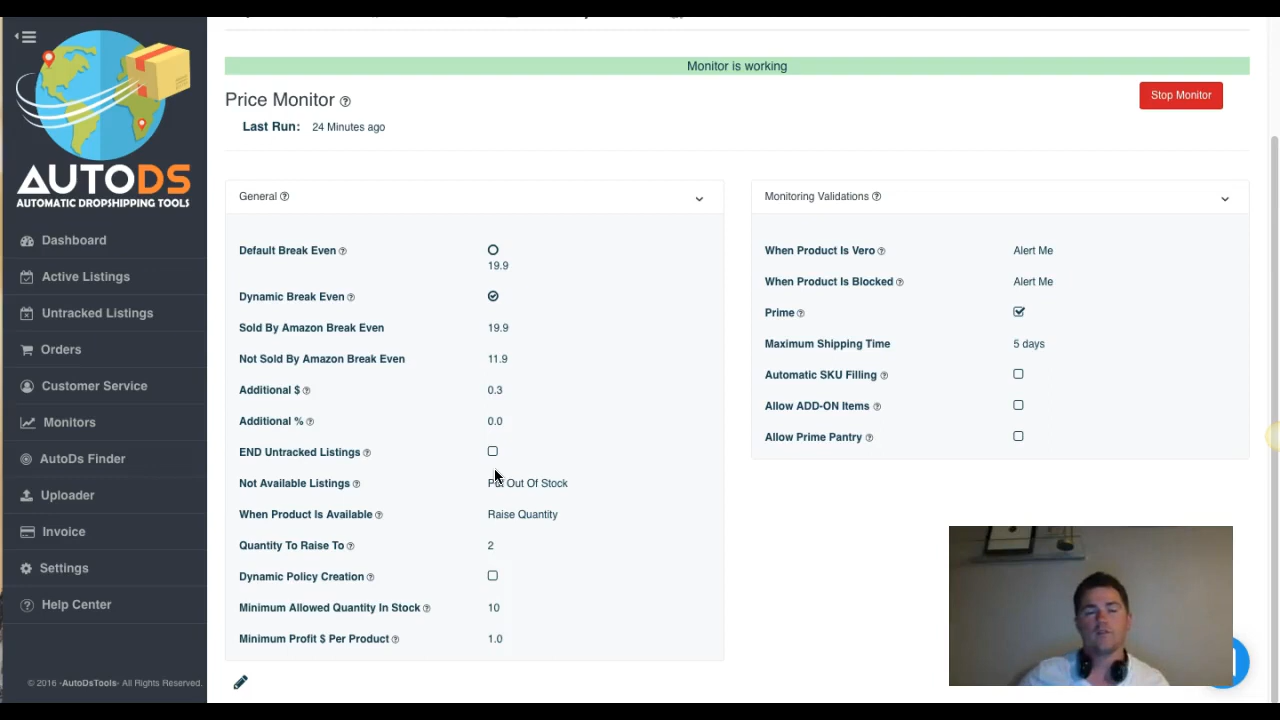 Monitor is working
Price Monitor
Stop Monitor
Last Run: 24 Minutes ago
AUTODS
AUTOMATIC DROPSHIPPING TOOLS
Dashboard
Active Listings
Untracked Listings
Orders
Customer Service
Monitors
AutoDs Finder
Uploader
Invoice
Settings
Help Center
© 2016 -AutoDsTools- All Rights Reserved.
General
Default Break Even
19.9
Dynamic Break Even
Sold By Amazon Break Even 19.9
Not Sold By Amazon Break Even 11.9
Additional $ 0.3
Additional % 0.0
END Untracked Listings
Not Available Listings Put Out Of Stock
When Product Is Available Raise Quantity
Quantity To Raise To 2
Dynamic Policy Creation
Minimum Allowed Quantity In Stock 10
Minimum Profit $ Per Product 1.0
Monitoring Validations
When Product Is Vero Alert Me
When Product Is Blocked Alert Me
Prime
Maximum Shipping Time 5 days
Automatic SKU Filling
Allow ADD-ON Items
Allow Prime Pantry